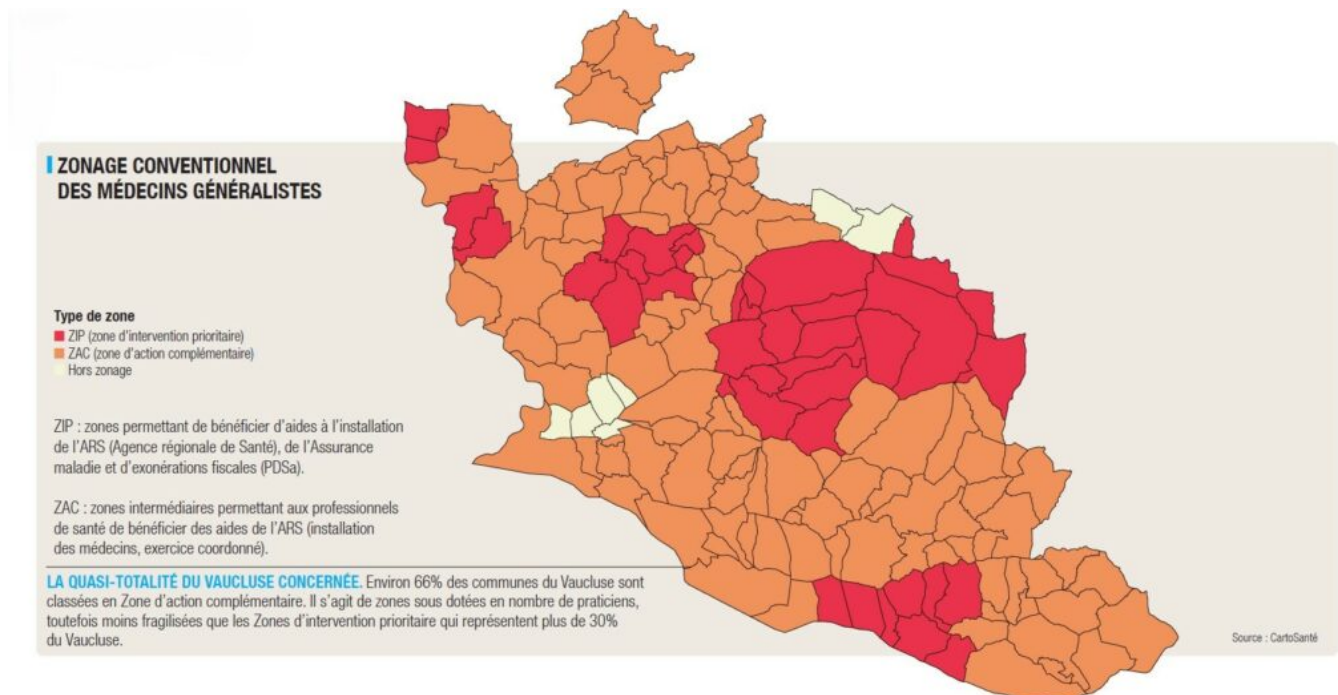 ZONAGE CONVENTIONNEL
DES MÉDECINS GÉNÉRALISTES
Type de zone
ZIP (zone d'intervention prioritaire)
ZAC (zone d'action complémentaire)
Hors zonage
ZIP : zones permettant de bénéficier d'aides à l'installation
de l'ARS (Agence régionale de Santé), de l'Assurance
maladie et d'exonérations fiscales (PDSa).
ZAC : zones intermédiaires permettant aux professionnels
de santé de bénéficier des aides de l'ARS (installation
des médecins, exercice coordonné).
LA QUASI-TOTALITÉ DU VAUCLUSE CONCERNÉE. Environ 66% des communes du Vaucluse sont
classées en Zone d'action complémentaire. Il s'agit de zones sous dotées en nombre de praticiens,
toutefois moins fragilisées que les Zones d'intervention prioritaire qui représentent plus de 30%
du Vaucluse.
Source : CartoSanté